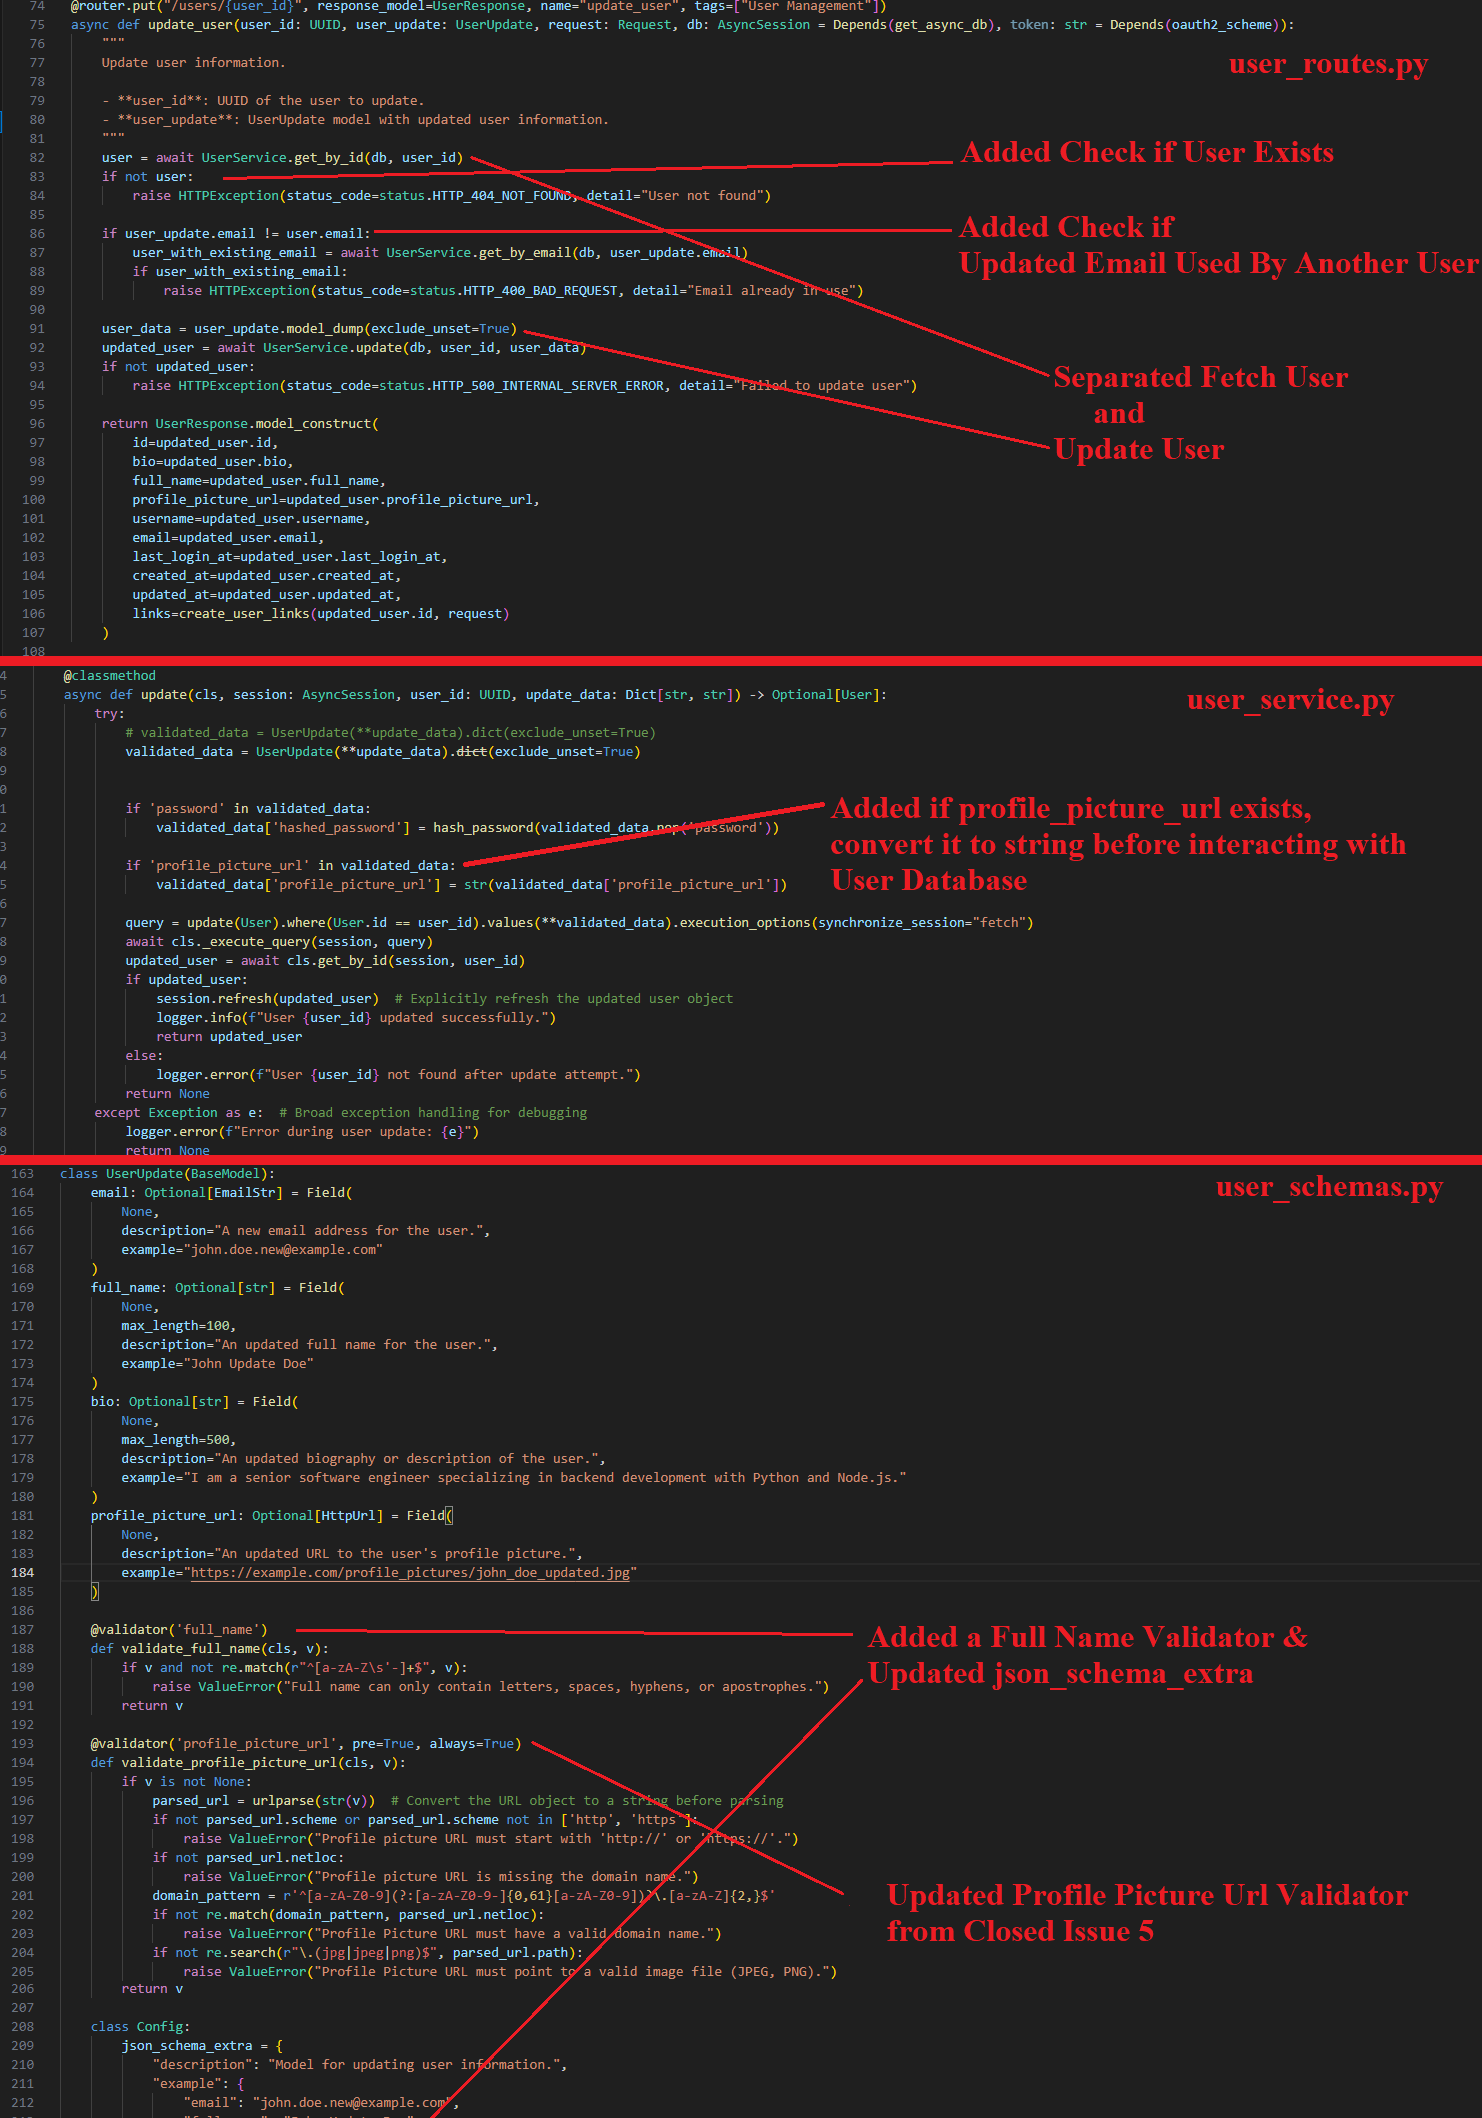 74 @router.put("/users/{user_id}", response_model=UserResponse, name="update_user", tags=["User Management"])
75 async def update_user(user_id: UUID, user_update: UserUpdate, request: Request, db: AsyncSession = Depends(get_async_db), token: str = Depends(oauth2_scheme)):
76 """
user_routes.py
77 Update user information.
78
79 - **user_id**: UUID of the user to update.
80 - **user_update**: UserUpdate model with updated user information.
81 """
82 user = await UserService.get_by_id(db, user_id)
Added Check if User Exists
83 if not user:
84 raise HTTPException(status_code=status.HTTP_404_NOT_FOUND, detail="User not found")
85
86 if user_update.email != user.email:
Added Check if
Updated Email Used By Another User
87 user_with_existing_email = await UserService.get_by_email(db, user_update.email)
88 if user_with_existing_email:
89 raise HTTPException(status_code=status.HTTP_400_BAD_REQUEST, detail="Email already in use")
90
91 user_data = user_update.model_dump(exclude_unset=True)
92 updated_user = await UserService.update(db, user_id, user_data)
93 if not updated_user:
94 raise HTTPException(status_code=status.HTTP_500_INTERNAL_SERVER_ERROR, detail="Failed to update user")
Separated Fetch User
and
Update User
95
96 return UserResponse.model_construct(
97 id=updated_user.id,
98 bio=updated_user.bio,
99 full_name=updated_user.full_name,
100 profile_picture_url=updated_user.profile_picture_url,
101 username=updated_user.username,
102 email=updated_user.email,
103 last_login_at=updated_user.last_login_at,
104 created_at=updated_user.created_at,
105 updated_at=updated_user.updated_at,
106 links=create_user_links(updated_user.id, request)
107 )
108
4 @classmethod
5 async def update(cls, session: AsyncSession, user_id: UUID, update_data: Dict[str, str]) -> Optional[User]:
user_service.py
6 try:
7 # validated_data = UserUpdate(**update_data).dict(exclude_unset=True)
8 validated_data = UserUpdate(**update_data).dict(exclude_unset=True)
9
0
1 if 'password' in validated_data:
2 validated_data['hashed_password'] = hash_password(validated_data.pop('password'))
3
Added if profile_picture_url exists,
convert it to string before interacting with
User Database
4 if 'profile_picture_url' in validated_data:
5 validated_data['profile_picture_url'] = str(validated_data['profile_picture_url'])
6
7 query = update(User).where(User.id == user_id).values(**validated_data).execution_options(synchronize_session="fetch")
8 await cls._execute_query(session, query)
9 updated_user = await cls.get_by_id(session, user_id)
0 if updated_user:
1 session.refresh(updated_user) # Explicitly refresh the updated user object
2 logger.info(f"User {user_id} updated successfully.")
3 return updated_user
4 else:
5 logger.error(f"User {user_id} not found after update attempt.")
6 return None
7 except Exception as e: # Broad exception handling for debugging
8 logger.error(f"Error during user update: {e}")
9 return None
163 class UserUpdate(BaseModel):
user_schemas.py
164 email: Optional[EmailStr] = Field(
165 None,
166 description="A new email address for the user.",
167 example="john.doe.new@example.com"
168 )
169 full_name: Optional[str] = Field(
170 None,
171 max_length=100,
172 description="An updated full name for the user.",
173 example="John Update Doe"
174 )
175 bio: Optional[str] = Field(
176 None,
177 max_length=500,
178 description="An updated biography or description of the user.",
179 example="I am a senior software engineer specializing in backend development with Python and Node.js."
180 )
181 profile_picture_url: Optional[HttpUrl] = Field(
182 None,
183 description="An updated URL to the user's profile picture.",
184 example="https://example.com/profile_pictures/john_doe_updated.jpg"
185 )
186
187 @validator('full_name')
Added a Full Name Validator &
Updated json_schema_extra
188 def validate_full_name(cls, v):
189 if v and not re.match(r"^[a-zA-Z\s'-]+$", v):
190 raise ValueError("Full name can only contain letters, spaces, hyphens, or apostrophes.")
191 return v
192
193 @validator('profile_picture_url', pre=True, always=True)
194 def validate_profile_picture_url(cls, v):
195 if v is not None:
196 parsed_url = urlparse(str(v)) # Convert the URL object to a string before parsing
197 if not parsed_url.scheme or parsed_url.scheme not in ['http', 'https']:
198 raise ValueError("Profile picture URL must start with 'http://' or 'https://'.")
199 if not parsed_url.netloc:
200 raise ValueError("Profile picture URL is missing the domain name.")
201 domain_pattern = r'^[a-zA-Z0-9](?:[a-zA-Z0-9-]{0,61}[a-zA-Z0-9])?\.[a-zA-Z]{2,}$'
Updated Profile Picture Url Validator
from Closed Issue 5
202 if not re.match(domain_pattern, parsed_url.netloc):
203 raise ValueError("Profile Picture URL must have a valid domain name.")
204 if not re.search(r"\.(jpg|jpeg|png)$", parsed_url.path):
205 raise ValueError("Profile Picture URL must point to a valid image file (JPEG, PNG).")
206 return v
207
208 class Config:
209 json_schema_extra = {
210 "description": "Model for updating user information.",
211 "example": {
212 "email": "john.doe.new@example.com",